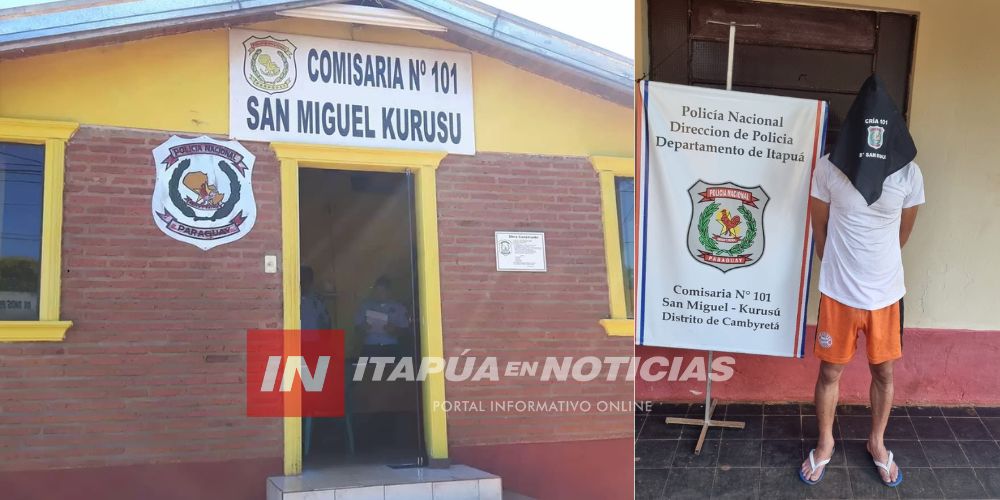 COMISARIA Nº 101
SAN MIGUEL KURUSU
POLICIA NACIONAL
PARAGUAY
IN ITAPÚA EN NOTICIAS
PORTAL INFORMATIVO ONLINE
Policía Nacional
Direccion de Policia
Departamento de Itapuá
POLICIA NACIONAL
PARAGUAY
Comisaria N° 101
San Miguel - Kurusú
Distrito de Cambyretá
CRIA 101